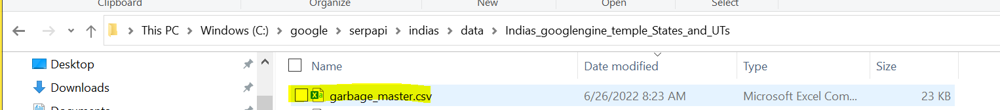 Clipboard Organize New Open Select
This PC Windows (C:) google serpapi indias data Indias_googlengine_temple_States_and_UTs
Desktop Name Date modified Type Size
Downloads garbage_master.csv 6/26/2022 8:23 AM Microsoft Excel Com... 23 KB
Documents